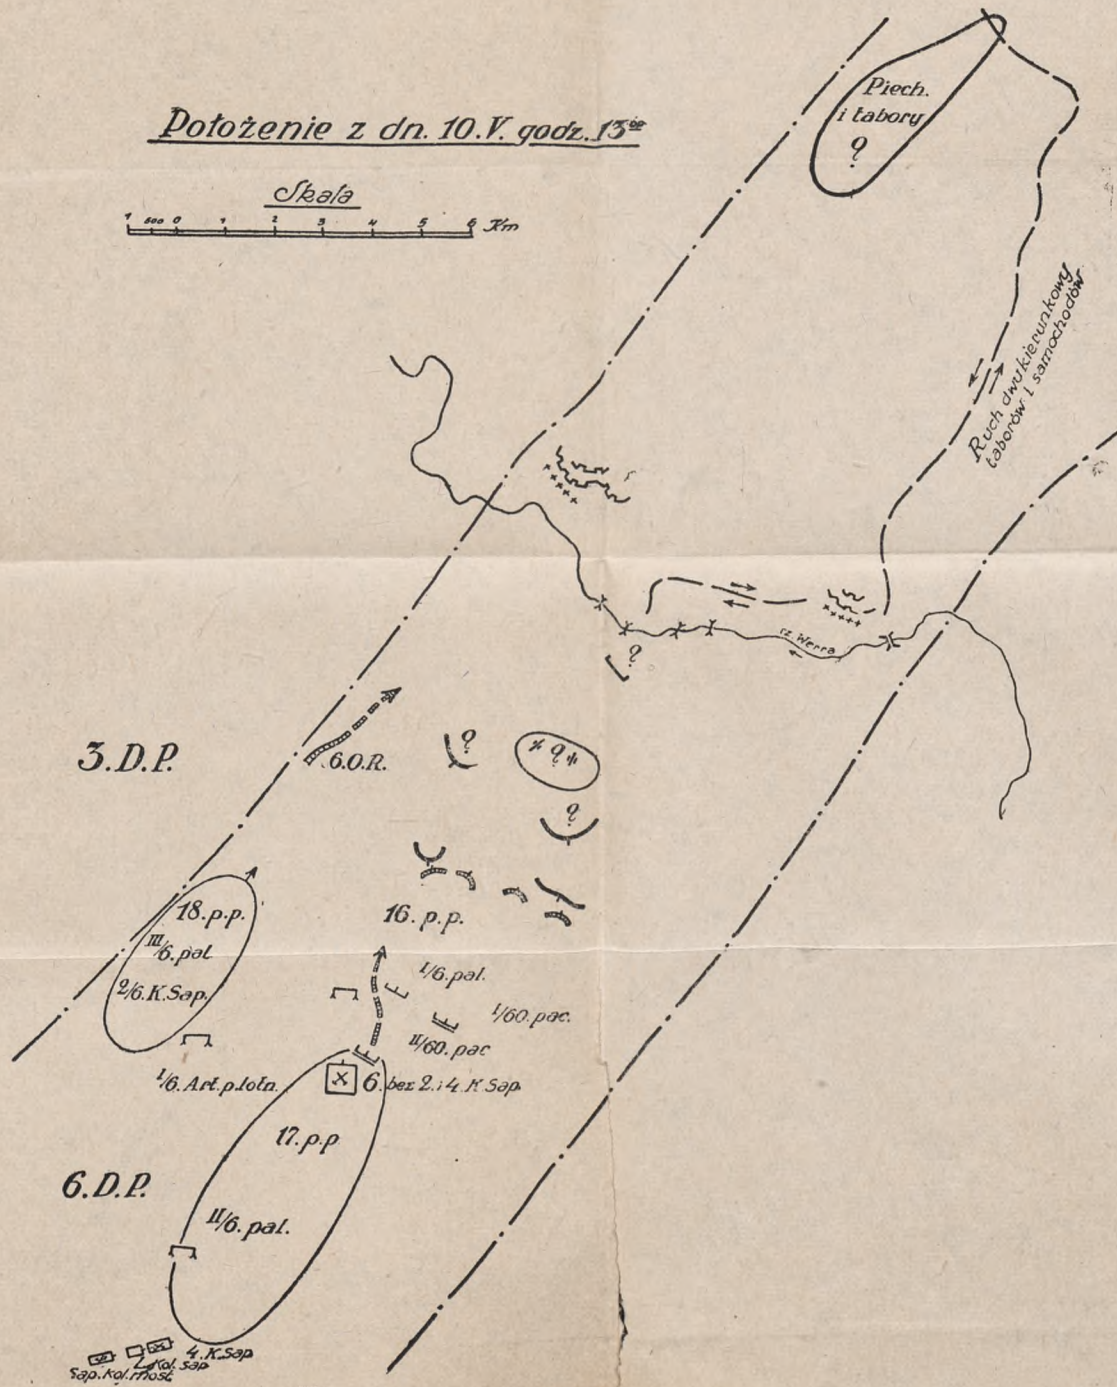 Położenie z dn. 10.V. godz. 13⁰⁰
Skala
1 500 0 1 2 3 4 5 6 Km
Piech.
i tabory
?
Ruch dwukierunkowy
taborów i samochodów
rz. Werra
?
3.D.P.
6.O.R.
?
?
?
18.p.p.
III/6.pal.
2/6.K.Sap.
16.p.p.
I/6.pal.
I/60.pac.
II/60.pac
1/6.Art.p.lotn.
6.bez 2.i 4.K.Sap.
17.p.p
6.D.P.
II/6.pal.
4.K.Sap
Kol.sap
Sap.kol.most